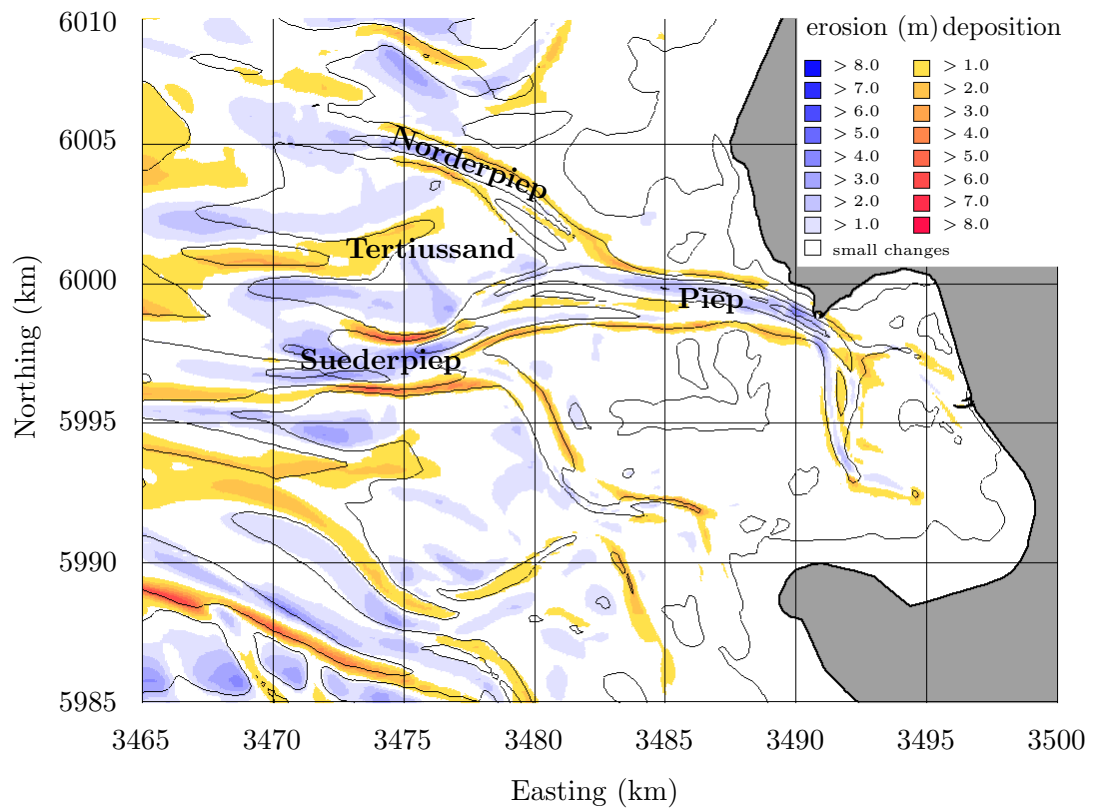 6010
erosion (m) deposition
> 8.0 > 1.0
> 7.0 > 2.0
> 6.0 > 3.0
> 5.0 > 4.0
> 4.0 > 5.0
> 3.0 > 6.0
> 2.0 > 7.0
> 1.0 > 8.0
small changes
6005
Norderpiep
Tertiussand
6000
Piep
Suederpiep
Northing (km)
5995
5990
5985
3465 3470 3475 3480 3485 3490 3495 3500
Easting (km)